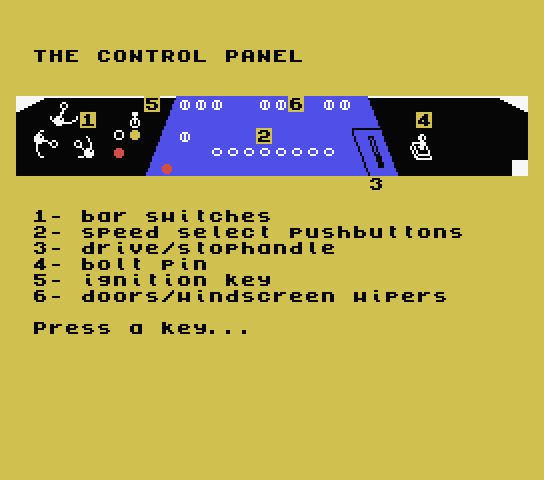 THE CONTROL PANEL
5 6
1 4
2
3
1- bar switches
2- speed select pushbuttons
3- drive/stophandle
4- bolt pin
5- ignition key
6- doors/windscreen wipers
Press a key...